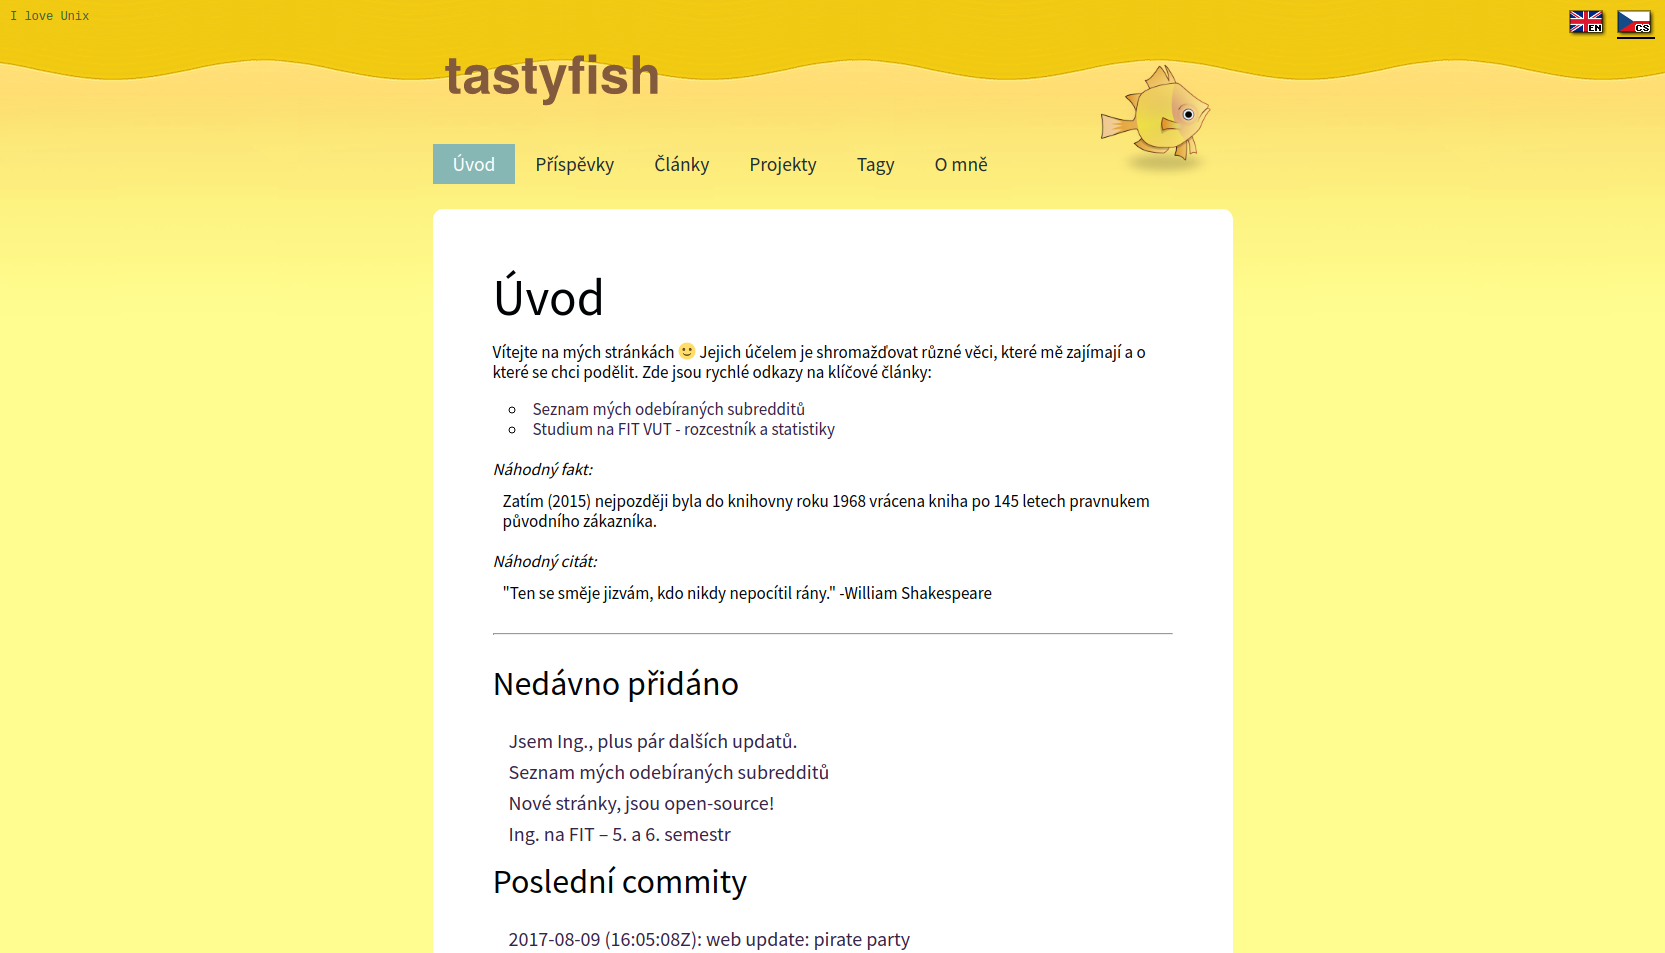 I love Unix
EN
CS
tastyfish
Úvod
Příspěvky
Články
Projekty
Tagy
O mně
Úvod
Vítejte na mých stránkách 🙂 Jejich účelem je shromažďovat různé věci, které mě zajímají a o
které se chci podělit. Zde jsou rychlé odkazy na klíčové články:
Seznam mých odebíraných subredditů
Studium na FIT VUT - rozcestník a statistiky
Náhodný fakt:
Zatím (2015) nejpozději byla do knihovny roku 1968 vrácena kniha po 145 letech pravnukem
původního zákazníka.
Náhodný citát:
"Ten se směje jizvám, kdo nikdy nepocítil rány." -William Shakespeare
Nedávno přidáno
Jsem Ing., plus pár dalších updatů.
Seznam mých odebíraných subredditů
Nové stránky, jsou open-source!
Ing. na FIT – 5. a 6. semestr
Poslední commity
2017-08-09 (16:05:08Z): web update: pirate party